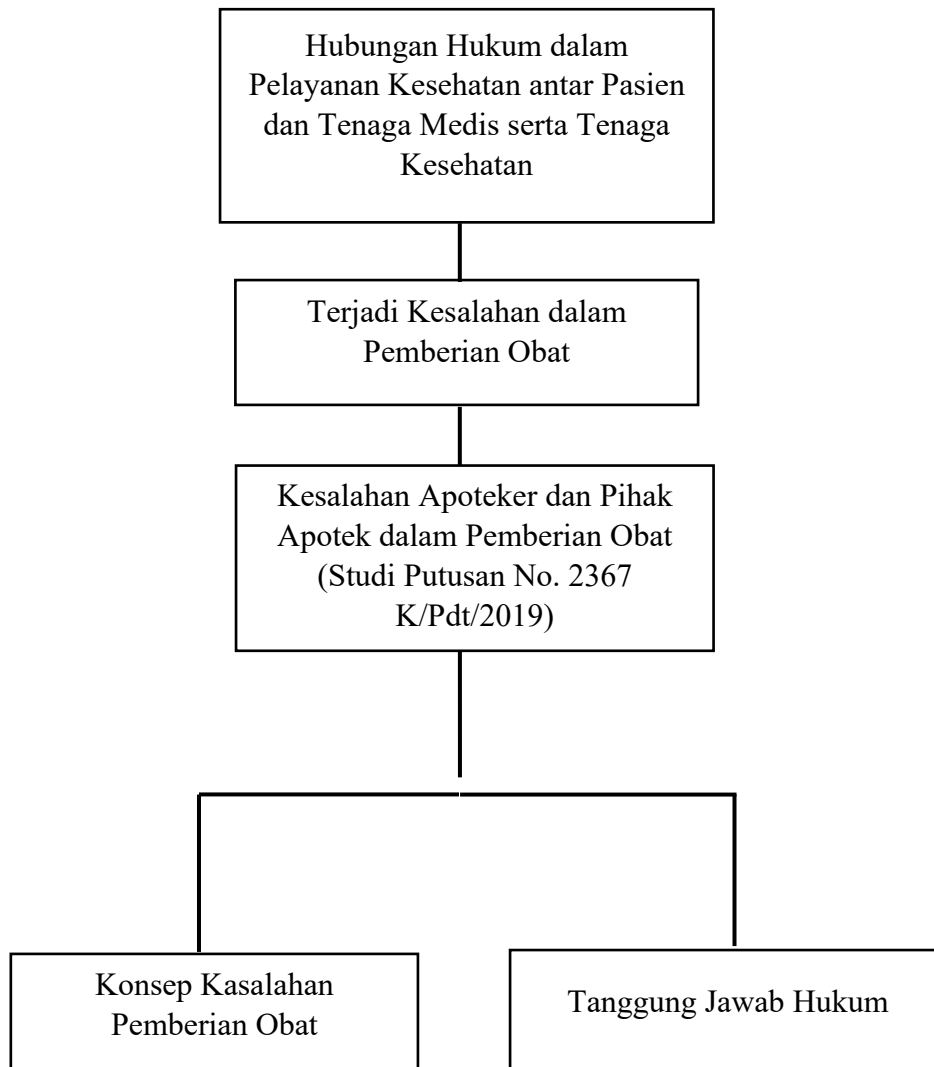 Hubungan Hukum dalam
Pelayanan Kesehatan antar Pasien
dan Tenaga Medis serta Tenaga
Kesehatan
Terjadi Kesalahan dalam
Pemberian Obat
Kesalahan Apoteker dan Pihak
Apotek dalam Pemberian Obat
(Studi Putusan No. 2367
K/Pdt/2019)
Konsep Kasalahan
Pemberian Obat
Tanggung Jawab Hukum